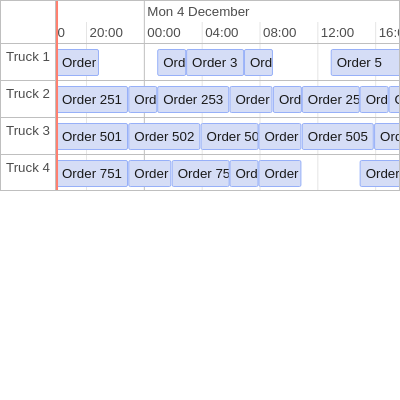 Mon 4 December
0 20:00 00:00 04:00 08:00 12:00 16:
Truck 1 Order Ord Order 3 Ord Order 5
Truck 2 Order 251 Ord Order 253 Order Ord Order 25 Ord
Truck 3 Order 501 Order 502 Order 50 Order Order 505 Ord
Truck 4 Order 751 Order Order 75 Ord Order Order